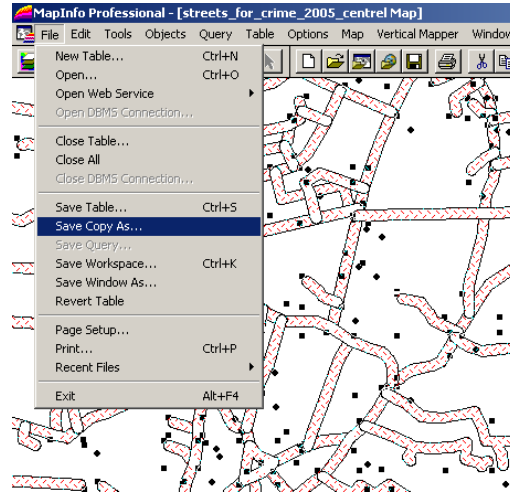 MapInfo Professional - [streets_for_crime_2005_centrel Map]
File Edit Tools Objects Query Table Options Map Vertical Mapper Window
New Table... Ctrl+N
Open... Ctrl+O
Open Web Service
Open DBMS Connection...
Close Table...
Close All
Close DBMS Connection...
Save Table... Ctrl+S
Save Copy As...
Save Query...
Save Workspace... Ctrl+K
Save Window As...
Revert Table
Page Setup...
Print... Ctrl+P
Recent Files
Exit Alt+F4